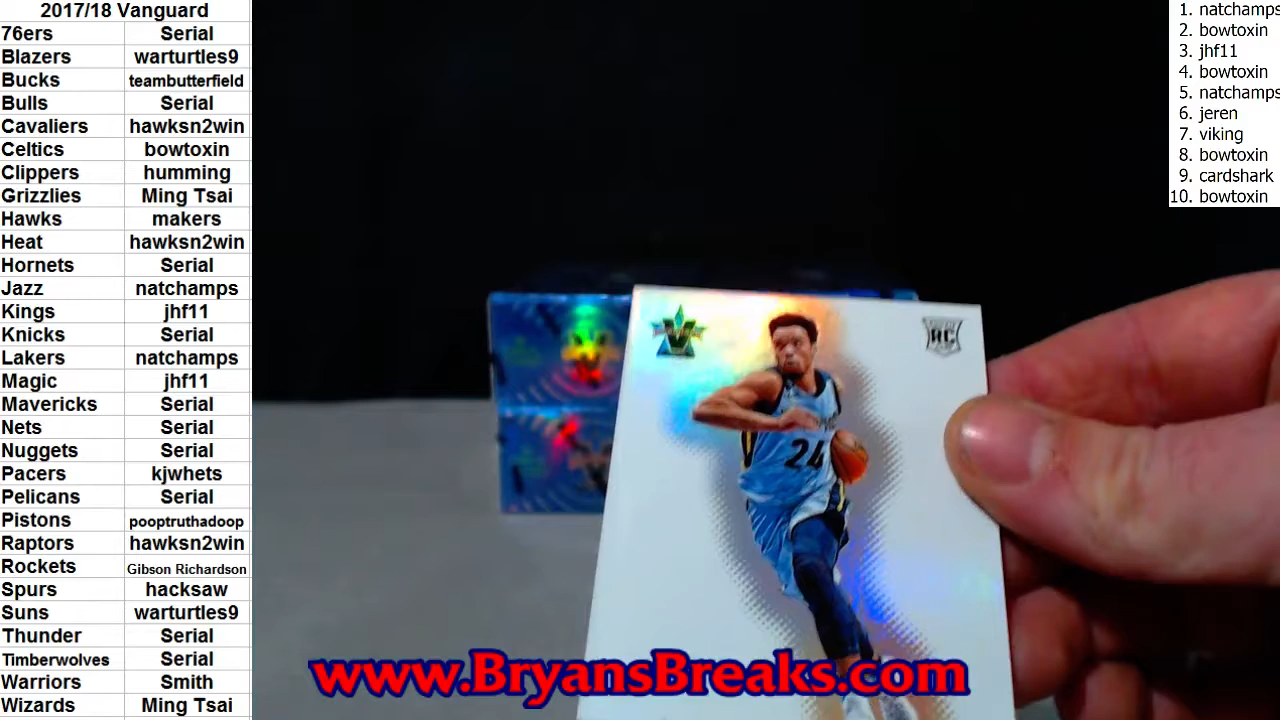 2017/18 Vanguard
76ers Serial
Blazers warturtles9
Bucks teambutterfield
Bulls Serial
Cavaliers hawksn2win
Celtics bowtoxin
Clippers humming
Grizzlies Ming Tsai
Hawks makers
Heat hawksn2win
Hornets Serial
Jazz natchamps
Kings jhf11
Knicks Serial
Lakers natchamps
Magic jhf11
Mavericks Serial
Nets Serial
Nuggets Serial
Pacers kjwhets
Pelicans Serial
Pistons pooptruthadoop
Raptors hawksn2win
Rockets Gibson Richardson
Spurs hacksaw
Suns warturtles9
Thunder Serial
Timberwolves Serial
Warriors Smith
Wizards Ming Tsai
1. natchamps
2. bowtoxin
3. jhf11
4. bowtoxin
5. natchamps
6. jeren
7. viking
8. bowtoxin
9. cardshark
10. bowtoxin
V
RC
24
www.BryansBreaks.com